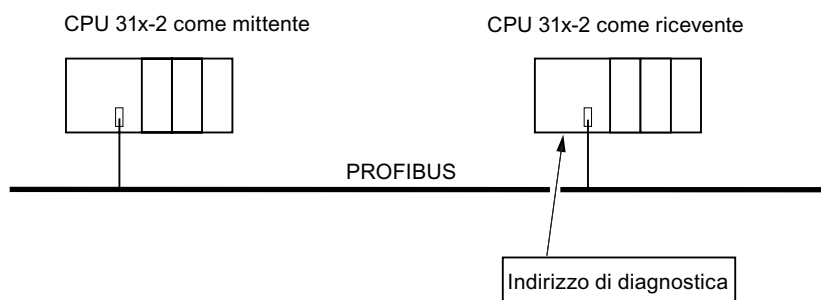 CPU 31x-2 come mittente
CPU 31x-2 come ricevente
PROFIBUS
Indirizzo di diagnostica